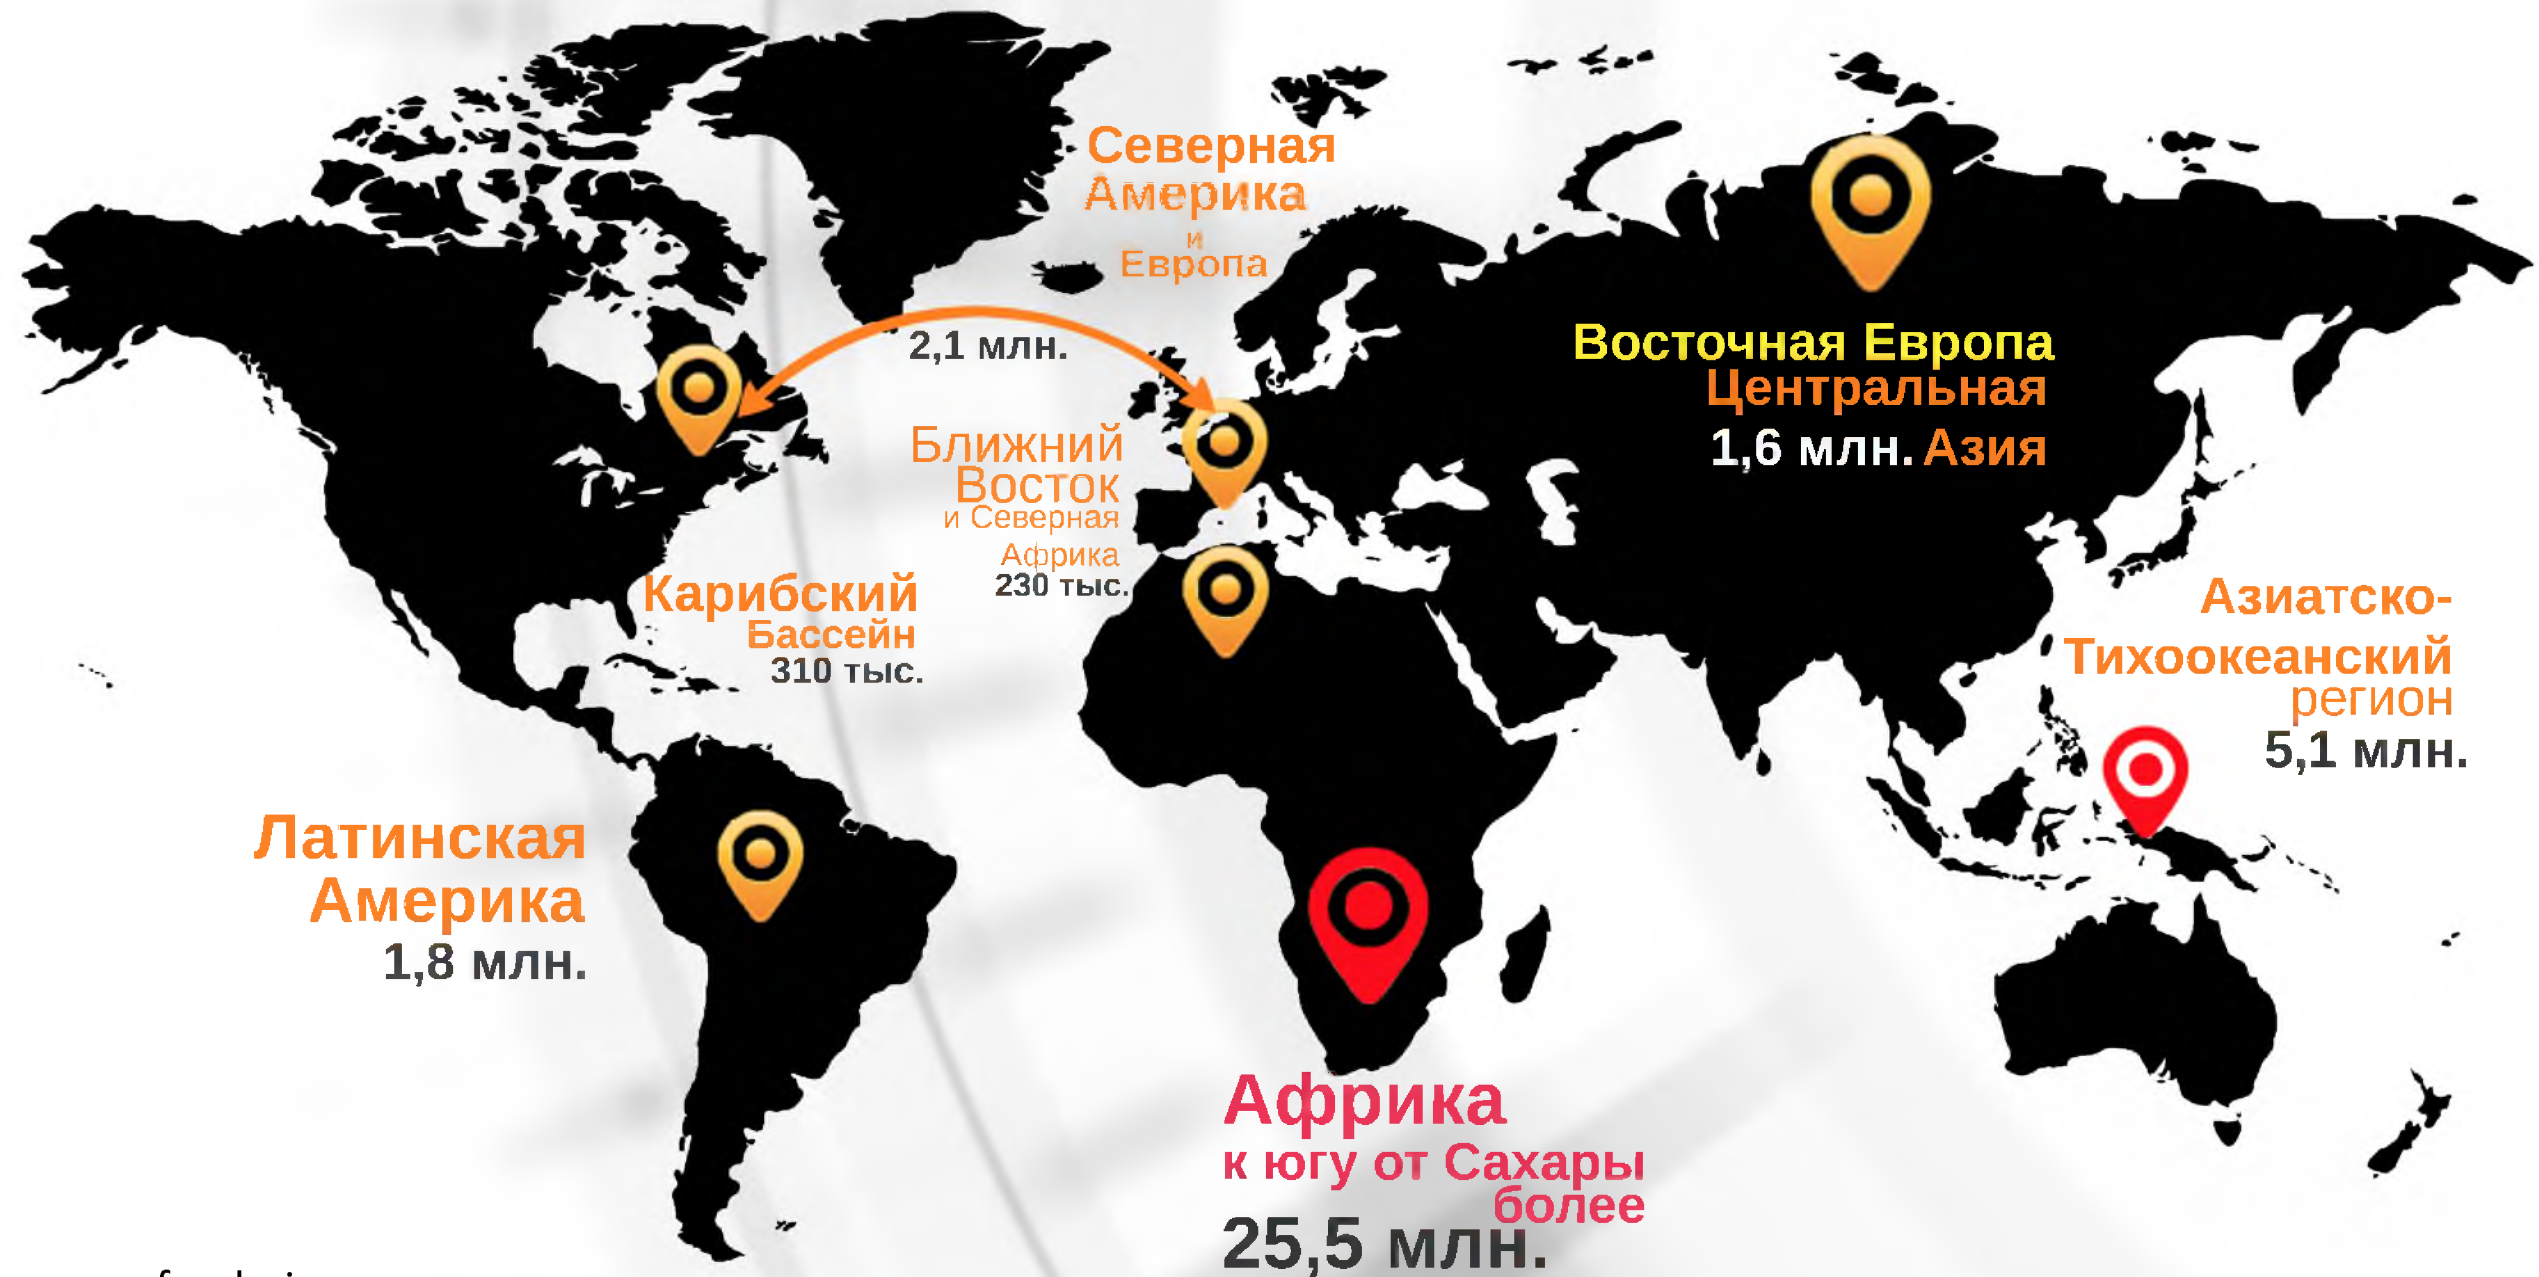 Северная
Америка
и
Европа
2,1 млн.
Восточная Европа
Центральная
1,6 млн. Азия
Ближний
Восток
и Северная
Африка
230 тыс.
Карибский
Бассейн
310 тыс.
Азиатско-
Тихоокеанский
регион
5,1 млн.
Латинская
Америка
1,8 млн.
Африка
к югу от Сахары
более
25,5 млн.